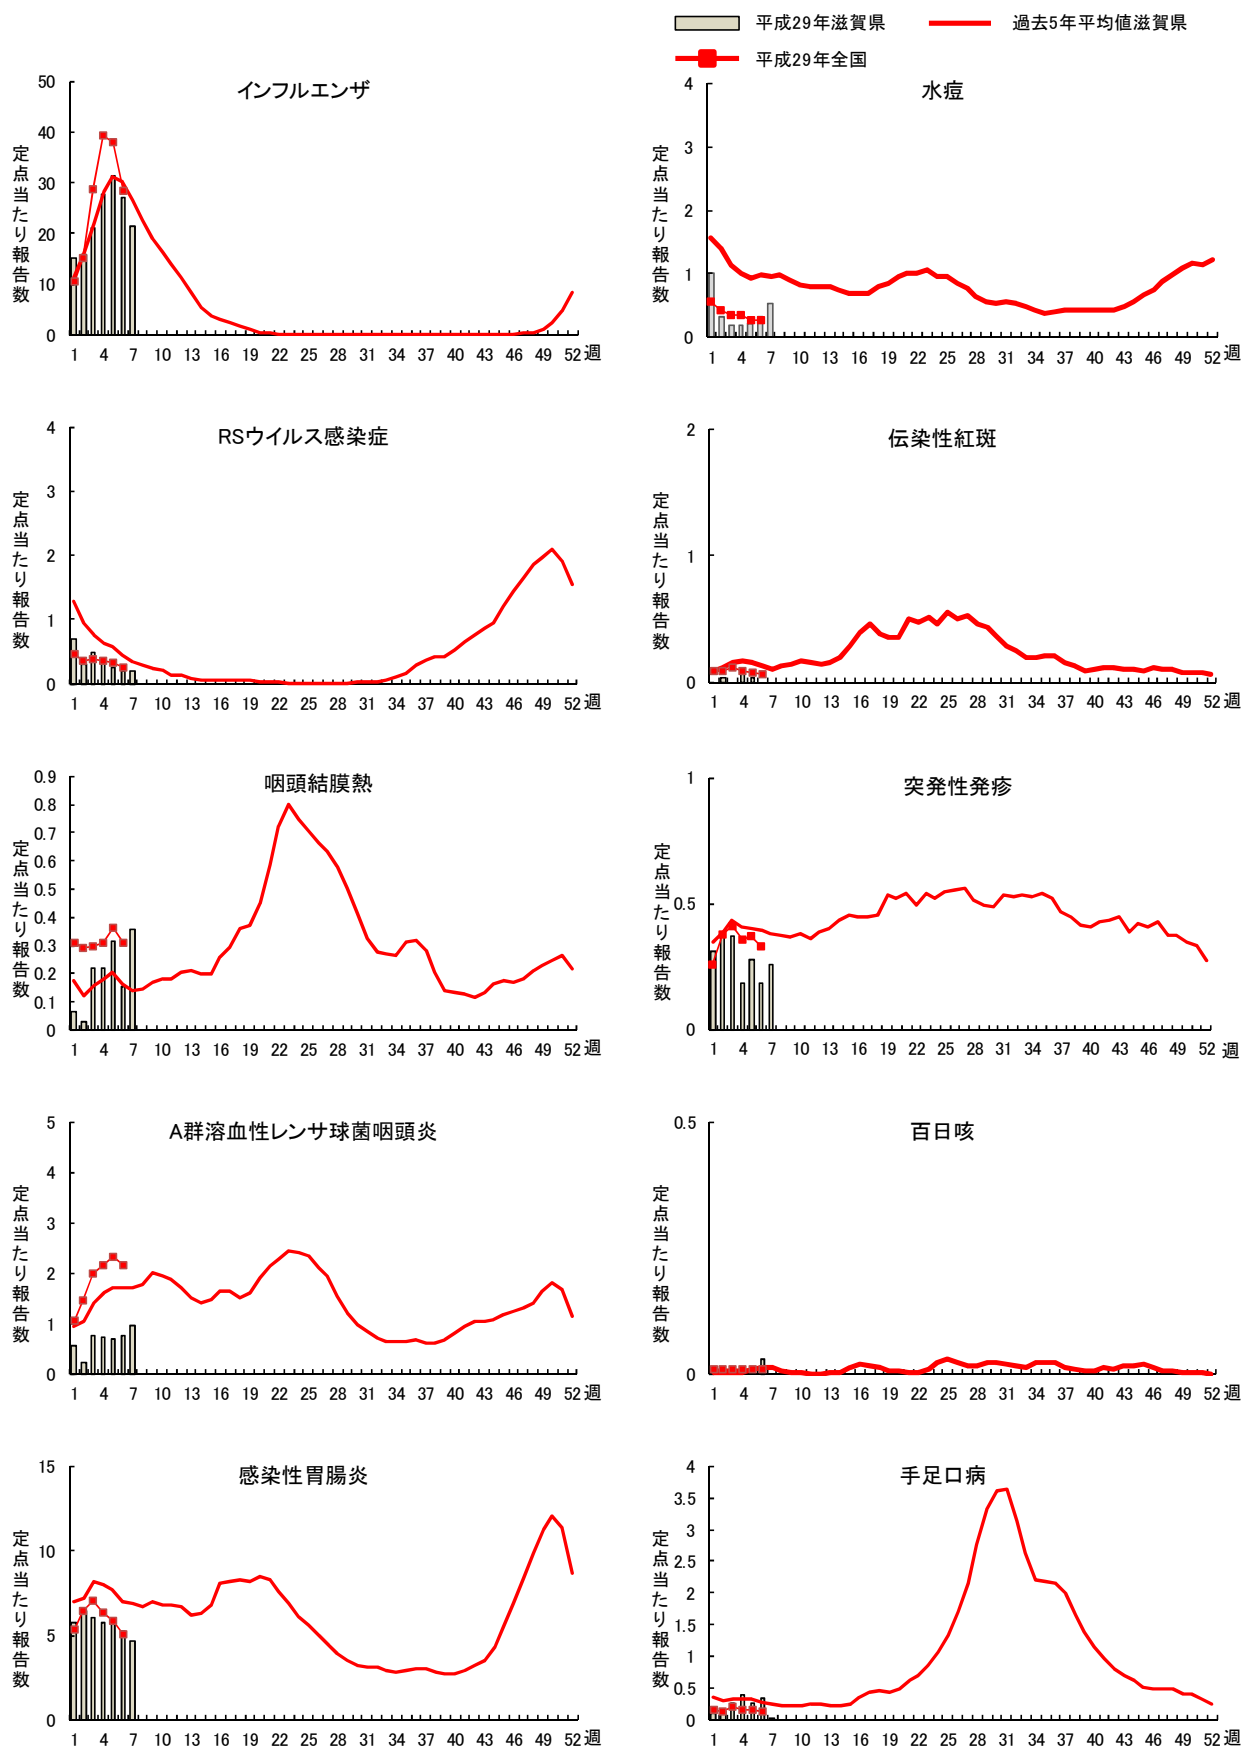 平成29年滋賀県 過去5年平均値滋賀県
平成29年全国
インフルエンザ
定点当たり報告数
50
40
30
20
10
0
1 4 7 10 13 16 19 22 25 28 31 34 37 40 43 46 49 52 週
水痘
定点当たり報告数
4
3
2
1
0
1 4 7 10 13 16 19 22 25 28 31 34 37 40 43 46 49 52 週
RSウイルス感染症
定点当たり報告数
4
3
2
1
0
1 4 7 10 13 16 19 22 25 28 31 34 37 40 43 46 49 52 週
伝染性紅斑
定点当たり報告数
2
1
0
1 4 7 10 13 16 19 22 25 28 31 34 37 40 43 46 49 52 週
咽頭結膜熱
定点当たり報告数
0.9
0.8
0.7
0.6
0.5
0.4
0.3
0.2
0.1
0
1 4 7 10 13 16 19 22 25 28 31 34 37 40 43 46 49 52 週
突発性発疹
定点当たり報告数
1
0.5
0
1 4 7 10 13 16 19 22 25 28 31 34 37 40 43 46 49 52 週
A群溶血性レンサ球菌咽頭炎
定点当たり報告数
5
4
3
2
1
0
1 4 7 10 13 16 19 22 25 28 31 34 37 40 43 46 49 52 週
百日咳
定点当たり報告数
0.5
0
1 4 7 10 13 16 19 22 25 28 31 34 37 40 43 46 49 52 週
感染性胃腸炎
定点当たり報告数
15
10
5
0
1 4 7 10 13 16 19 22 25 28 31 34 37 40 43 46 49 52 週
手足口病
定点当たり報告数
4
3.5
3
2.5
2
1.5
1
0.5
0
1 4 7 10 13 16 19 22 25 28 31 34 37 40 43 46 49 52 週